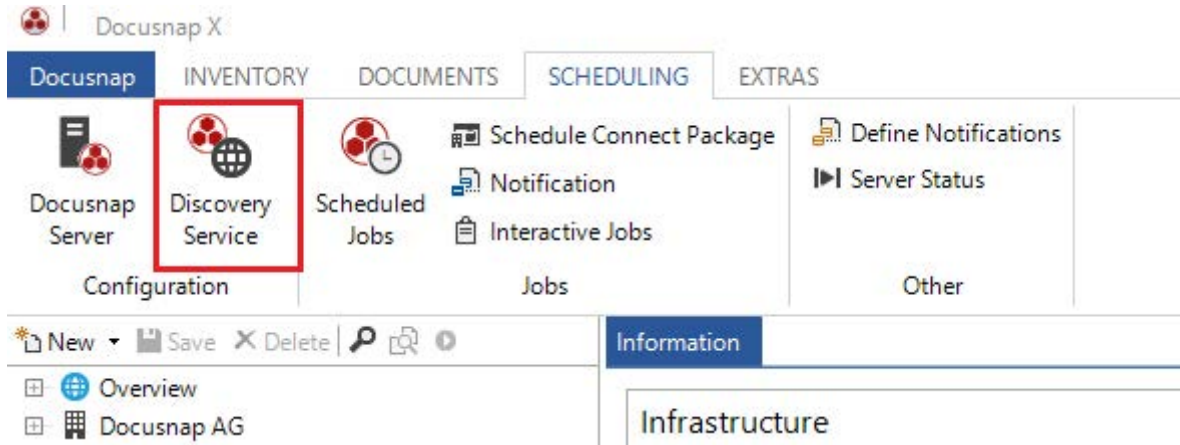 Docusnap X
Docusnap INVENTORY DOCUMENTS SCHEDULING EXTRAS
Docusnap
Server
Discovery
Service
Scheduled
Jobs
Schedule Connect Package
Notification
Interactive Jobs
Define Notifications
Server Status
Configuration Jobs Other
New Save Delete
Information
Overview
Docusnap AG
Infrastructure